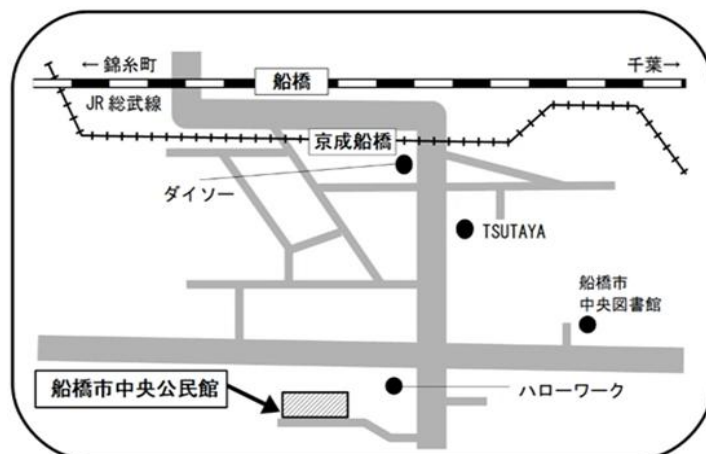 ← 錦糸町
船橋
千葉→
JR 総武線
京成船橋
ダイソー
TSUTAYA
船橋市
中央図書館
船橋市中央公民館
ハローワーク